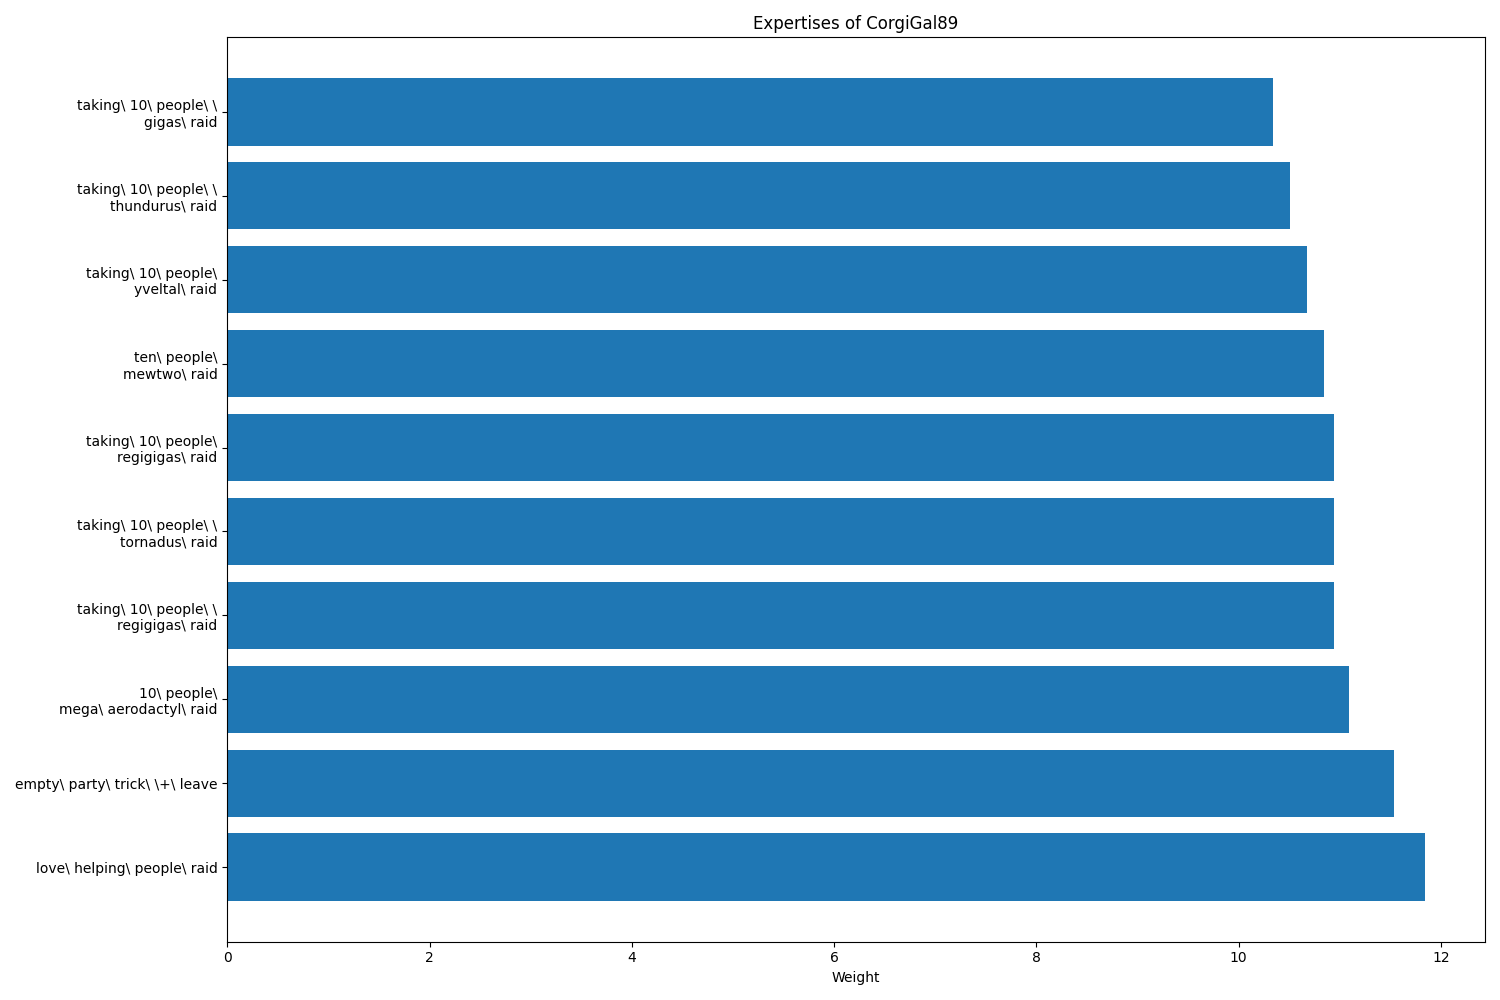 Expertises of CorgiGal89
taking\ 10\ people\ \
gigas\ raid
taking\ 10\ people\ \
thundurus\ raid
taking\ 10\ people\
yveltal\ raid
ten\ people\
mewtwo\ raid
taking\ 10\ people\
regigigas\ raid
taking\ 10\ people\ \
tornadus\ raid
taking\ 10\ people\ \
regigigas\ raid
10\ people\
mega\ aerodactyl\ raid
empty\ party\ trick\ \+\ leave
love\ helping\ people\ raid
0 2 4 6 8 10 12
Weight